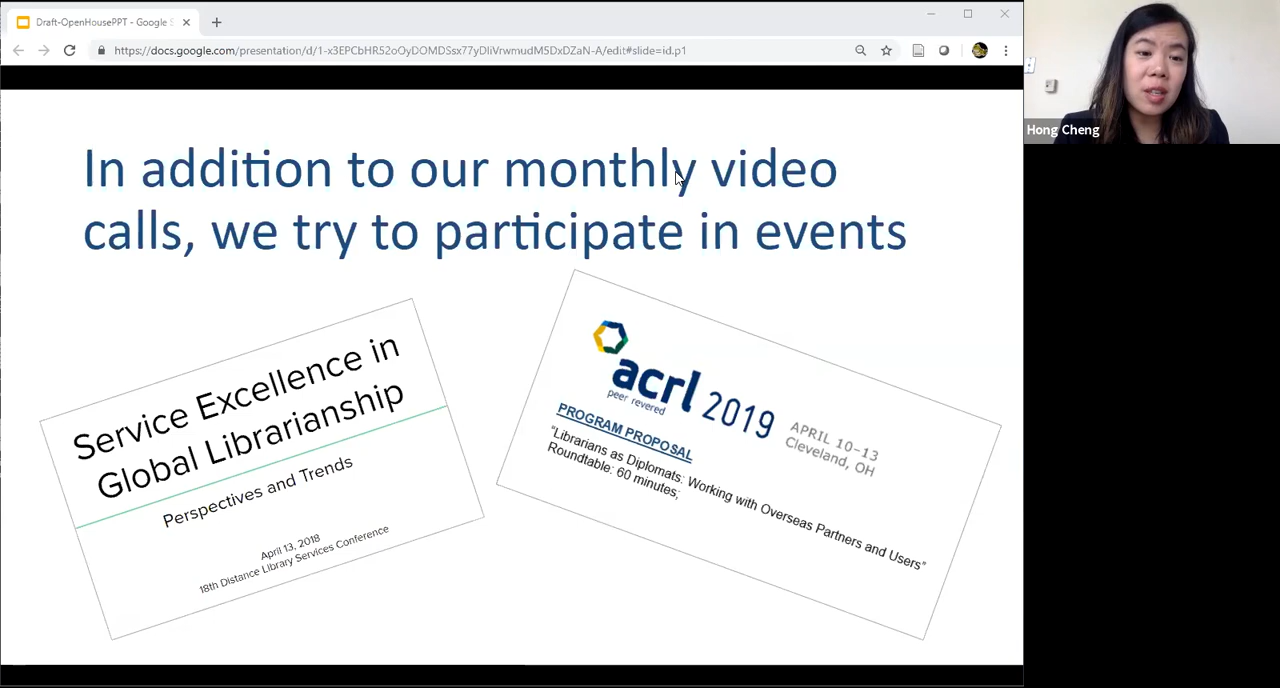 Draft-OpenHousePPT - Google S
https://docs.google.com/presentation/d/1-x3EPCbHR52oOyDOMDSsx77yDIiVrwmudM5DxDZaN-A/edit#slide=id.p1
Hong Cheng
In addition to our monthly video
calls, we try to participate in events
Service Excellence in
Global Librarianship
Perspectives and Trends
April 13, 2018
18th Distance Library Services Conference
acrl 2019
peer revered
APRIL 10-13
Cleveland, OH
PROGRAM PROPOSAL
"Librarians as Diplomats: Working with Overseas Partners and Users"
Roundtable: 60 minutes;